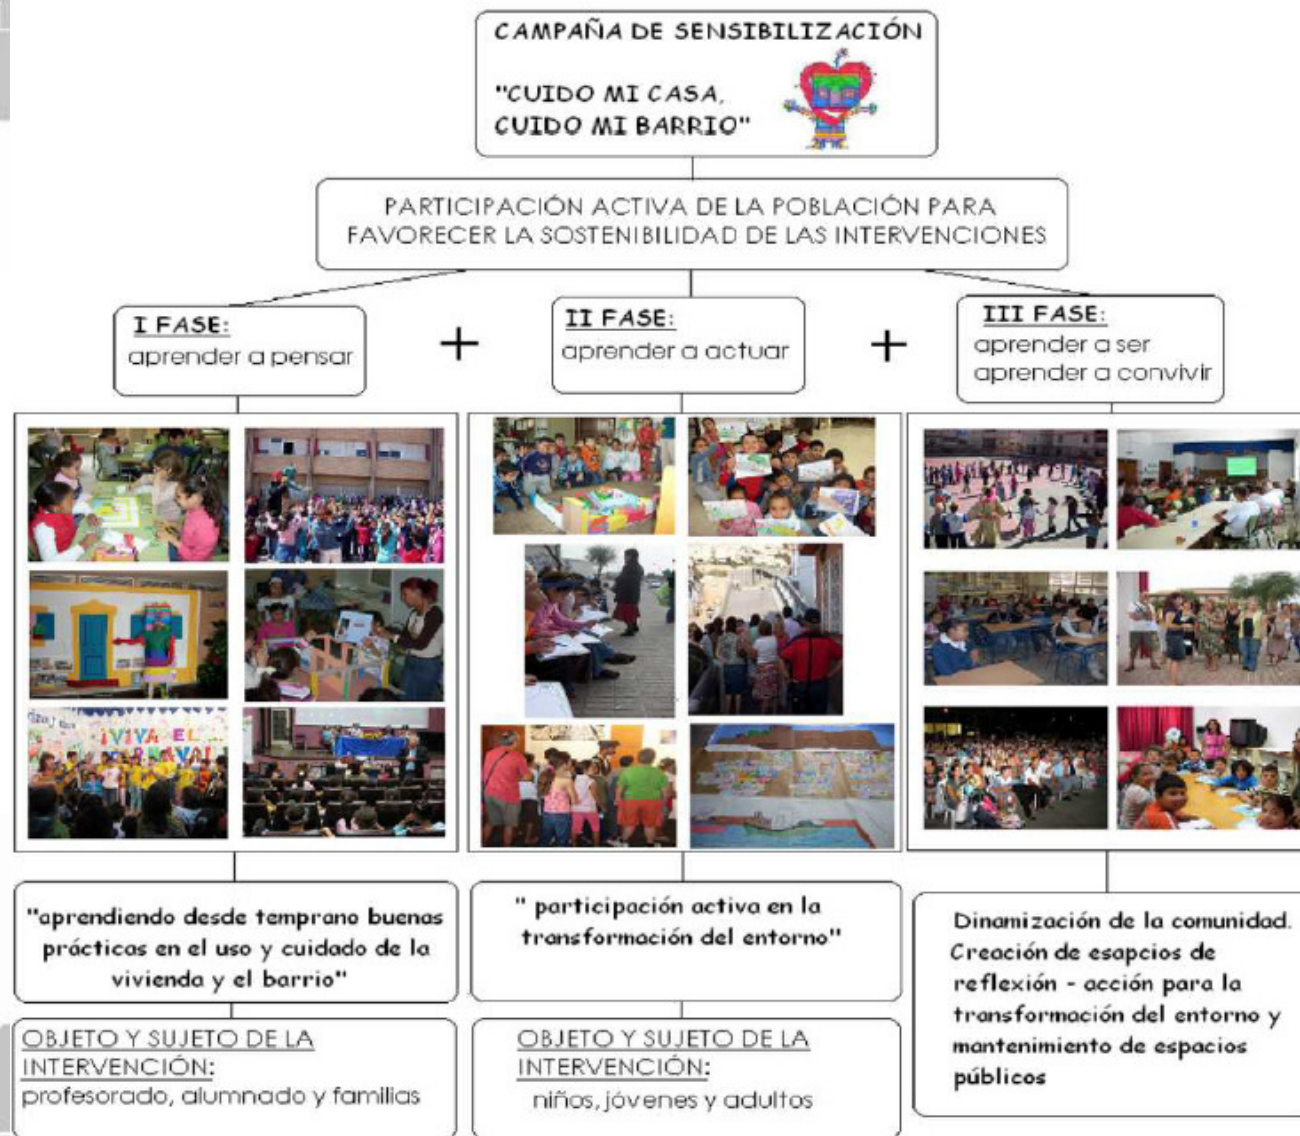 CAMPAÑA DE SENSIBILIZACIÓN
"CUIDO MI CASA,
CUIDO MI BARRIO"
PARTICIPACIÓN ACTIVA DE LA POBLACIÓN PARA
FAVORECER LA SOSTENIBILIDAD DE LAS INTERVENCIONES
I FASE:
aprender a pensar
+
II FASE:
aprender a actuar
+
III FASE:
aprender a ser
aprender a convivir
¡VIVA EL
"aprendiendo desde temprano buenas
prácticas en el uso y cuidado de la
vivienda y el barrio"
" participación activa en la
transformación del entorno"
Dinamización de la comunidad.
Creación de esapcios de
reflexión - acción para la
transformación del entorno y
mantenimiento de espacios
públicos
OBJETO Y SUJETO DE LA
INTERVENCIÓN:
profesorado, alumnado y familias
OBJETO Y SUJETO DE LA
INTERVENCIÓN:
niños, jóvenes y adultos